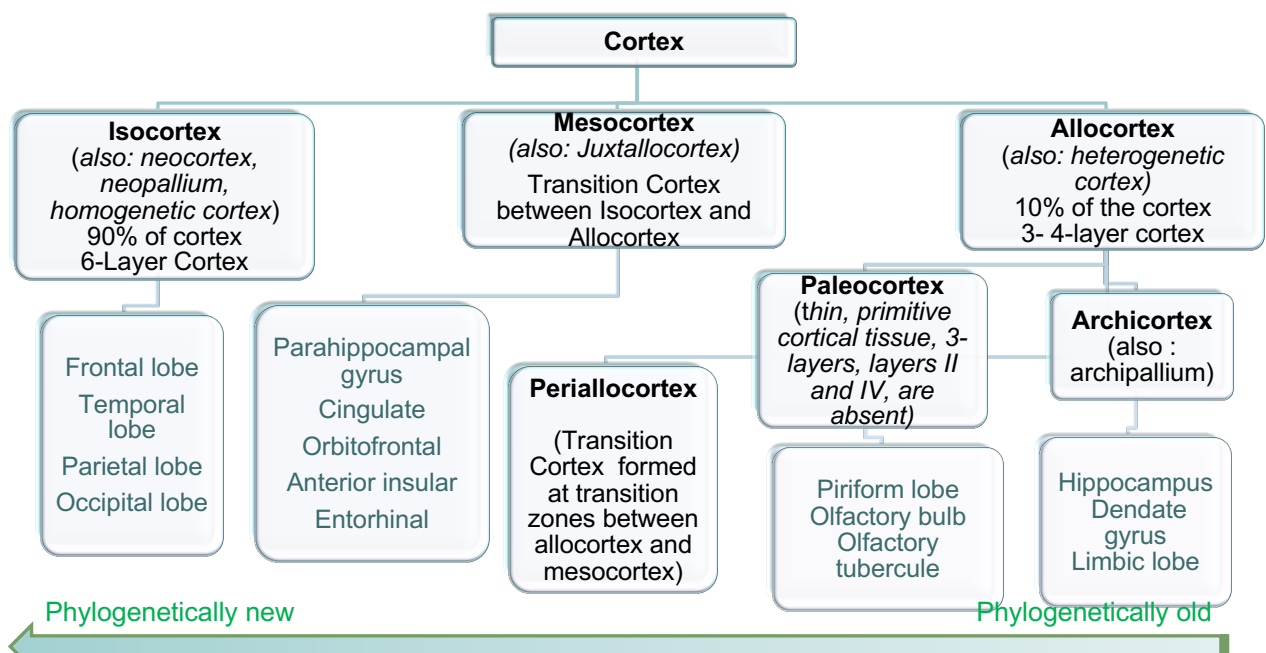 Cortex
Isocortex
(also: neocortex,
neopallium,
homogenetic cortex)
90% of cortex
6-Layer Cortex
Mesocortex
(also: Juxtallocortex)
Transition Cortex
between Isocortex and
Allocortex
Allocortex
(also: heterogenetic
cortex)
10% of the cortex
3- 4-layer cortex
Frontal lobe
Temporal
lobe
Parietal lobe
Occipital lobe
Parahippocampal
gyrus
Cingulate
Orbitofrontal
Anterior insular
Entorhinal
Periallocortex
(Transition
Cortex formed
at transition
zones between
allocortex and
mesocortex)
Paleocortex
(thin, primitive
cortical tissue, 3-
layers, layers II
and IV, are
absent)
Archicortex
(also :
archipallium)
Piriform lobe
Olfactory bulb
Olfactory
tubercule
Hippocampus
Dendate
gyrus
Limbic lobe
Phylogenetically new
Phylogenetically old